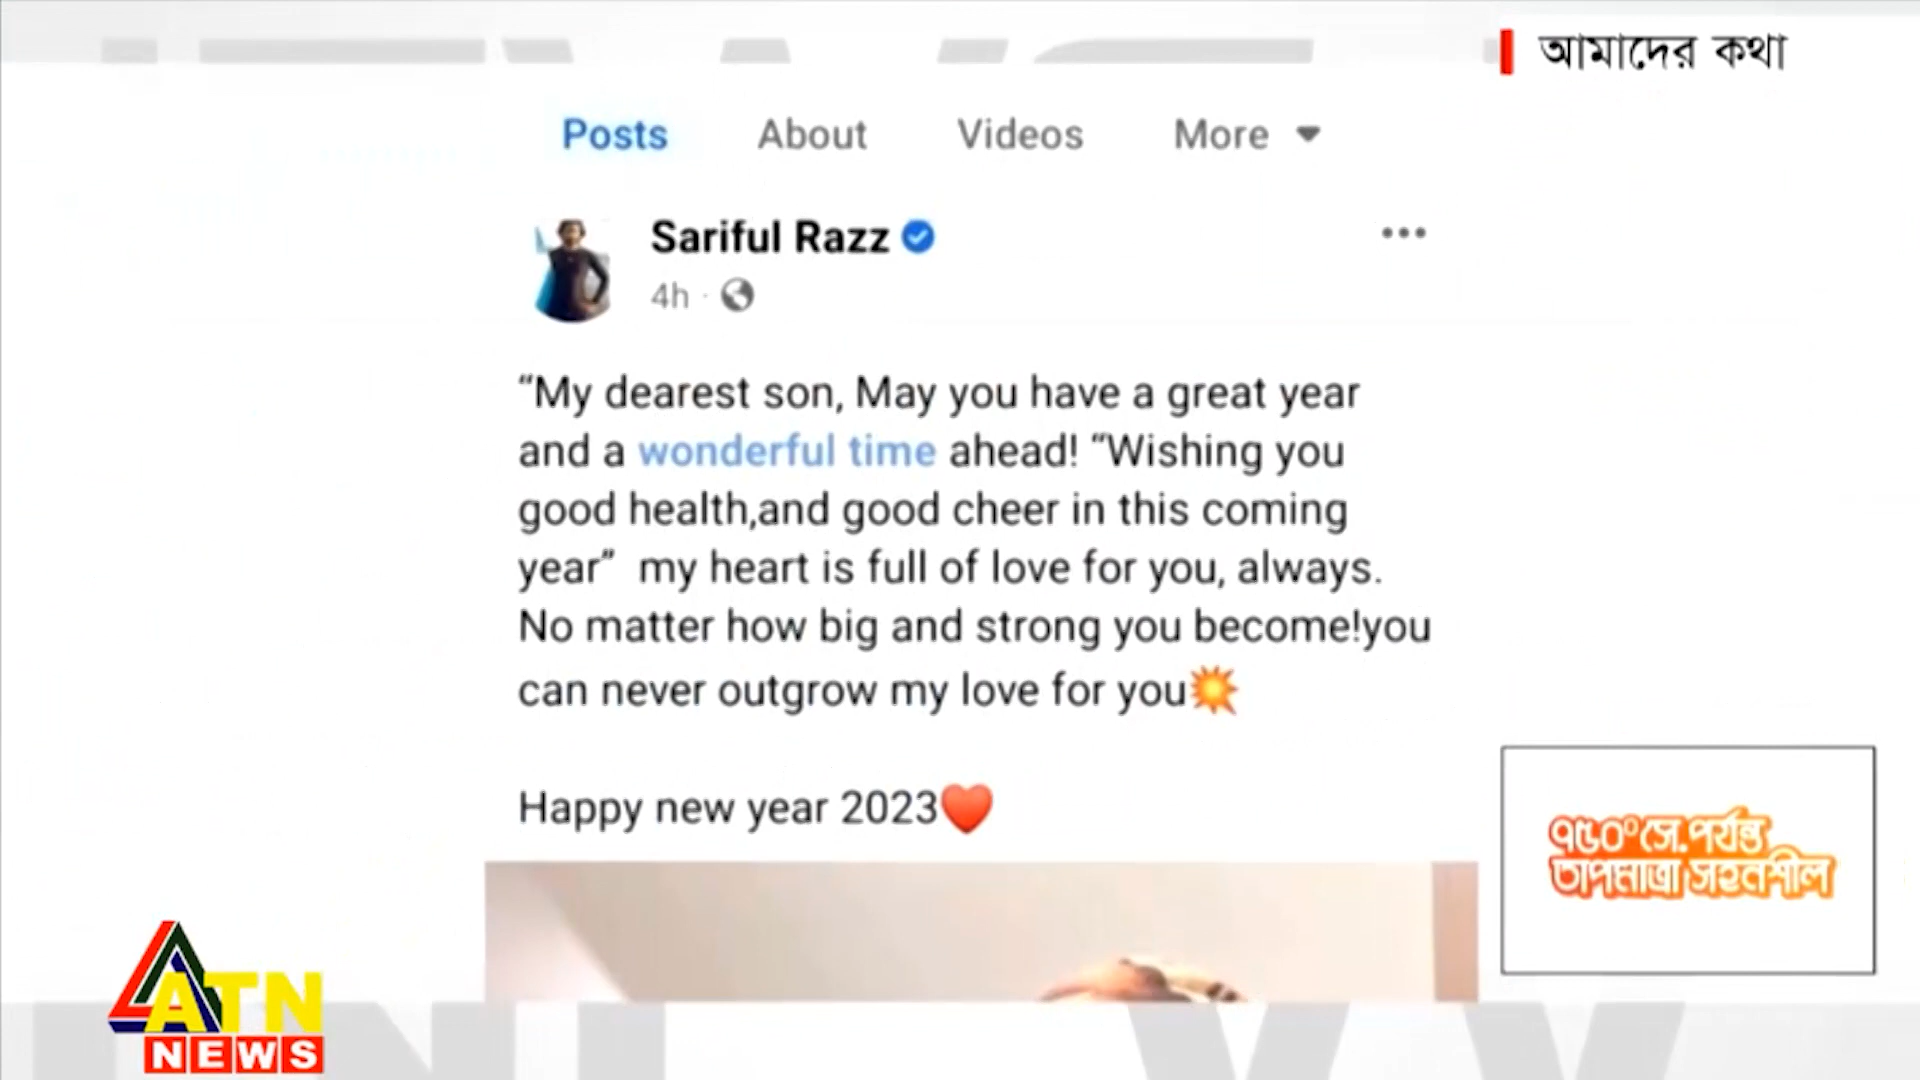 আমাদের কথা
Posts About Videos More
Sariful Razz
4h ·
“My dearest son, May you have a great year
and a wonderful time ahead! “Wishing you
good health,and good cheer in this coming
year” my heart is full of love for you, always.
No matter how big and strong you become!you
can never outgrow my love for you💥
Happy new year 2023❤️
৭৫০° সে. পর্যন্ত
তাপমাত্রা সহনশীল
ATN
NEWS